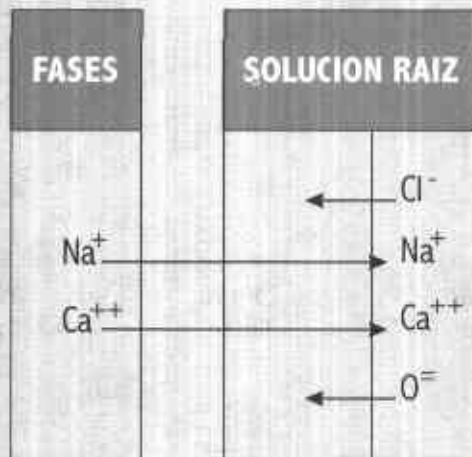 FASES SOLUCION RAIZ
Cl-
Na+ Na+
Ca++ Ca++
O=